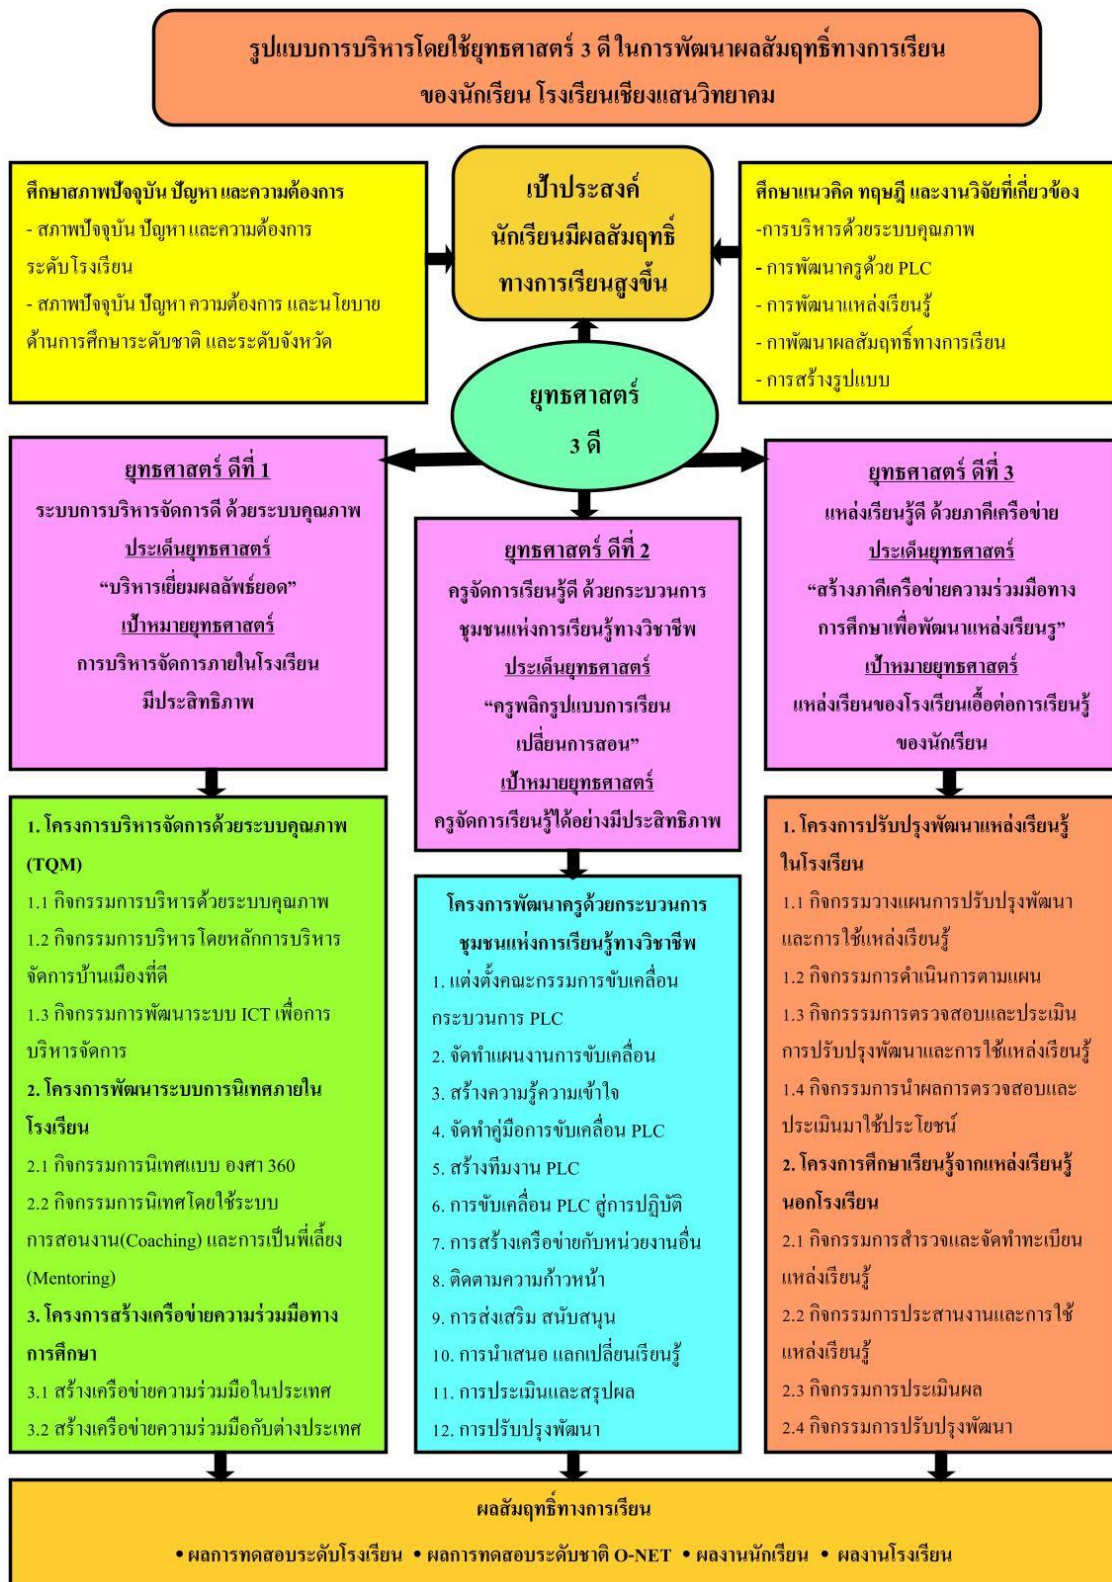 รูปแบบการบริหารโดยใช้ยุทธศาสตร์ 3 ดี ในการพัฒนาผลสัมฤทธิ์ทางการเรียน
ของนักเรียน โรงเรียนเชียงแสนวิทยาคม
ศึกษาสภาพปัจจุบัน ปัญหา และความต้องการ
- สภาพปัจจุบัน ปัญหา และความต้องการ
ระดับโรงเรียน
- สภาพปัจจุบัน ปัญหา ความต้องการ และนโยบาย
ด้านการศึกษาระดับชาติ และระดับจังหวัด
เป้าประสงค์
นักเรียนมีผลสัมฤทธิ์
ทางการเรียนสูงขึ้น
ศึกษาแนวคิด ทฤษฎี และงานวิจัยที่เกี่ยวข้อง
-การบริหารด้วยระบบคุณภาพ
- การพัฒนาครูด้วย PLC
- การพัฒนาแหล่งเรียนรู้
- กาพัฒนาผลสัมฤทธิ์ทางการเรียน
- การสร้างรูปแบบ
ยุทธศาสตร์
3 ดี
ยุทธศาสตร์ ดีที่ 1
ระบบการบริหารจัดการดี ด้วยระบบคุณภาพ
ประเด็นยุทธศาสตร์
“บริหารเยี่ยมผลลัพธ์ยอด”
เป้าหมายยุทธศาสตร์
การบริหารจัดการภายในโรงเรียน
มีประสิทธิภาพ
ยุทธศาสตร์ ดีที่ 2
ครูจัดการเรียนรู้ดี ด้วยกระบวนการ
ชุมชนแห่งการเรียนรู้ทางวิชาชีพ
ประเด็นยุทธศาสตร์
“ครูพลิกรูปแบบการเรียน
เปลี่ยนการสอน”
เป้าหมายยุทธศาสตร์
ครูจัดการเรียนรู้ได้อย่างมีประสิทธิภาพ
ยุทธศาสตร์ ดีที่ 3
แหล่งเรียนรู้ดี ด้วยภาคีเครือข่าย
ประเด็นยุทธศาสตร์
“สร้างภาคีเครือข่ายความร่วมมือทาง
การศึกษาเพื่อพัฒนาแหล่งเรียนรู”
เป้าหมายยุทธศาสตร์
แหล่งเรียนของโรงเรียนเอื้อต่อการเรียนรู้
ของนักเรียน
1. โครงการบริหารจัดการด้วยระบบคุณภาพ
(TQM)
1.1 กิจกรรมการบริหารด้วยระบบคุณภาพ
1.2 กิจกรรมการบริหารโดยหลักการบริหาร
จัดการบ้านเมืองที่ดี
1.3 กิจกรรมการพัฒนาระบบ ICT เพื่อการ
บริหารจัดการ
2. โครงการพัฒนาระบบการนิเทศภายใน
โรงเรียน
2.1 กิจกรรมการนิเทศแบบ องศา 360
2.2 กิจกรรมการนิเทศโดยใช้ระบบ
การสอนงาน(Coaching) และการเป็นพี่เลี้ยง
(Mentoring)
3. โครงการสร้างเครือข่ายความร่วมมือทาง
การศึกษา
3.1 สร้างเครือข่ายความร่วมมือในประเทศ
3.2 สร้างเครือข่ายความร่วมมือกับต่างประเทศ
โครงการพัฒนาครูด้วยกระบวนการ
ชุมชนแห่งการเรียนรู้ทางวิชาชีพ
1. แต่งตั้งคณะกรรมการขับเคลื่อน
กระบวนการ PLC
2. จัดทำแผนงานการขับเคลื่อน
3. สร้างความรู้ความเข้าใจ
4. จัดทำคู่มือการขับเคลื่อน PLC
5. สร้างทีมงาน PLC
6. การขับเคลื่อน PLC สู่การปฏิบัติ
7. การสร้างเครือข่ายกับหน่วยงานอื่น
8. ติดตามความก้าวหน้า
9. การส่งเสริม สนับสนุน
10. การนำเสนอ แลกเปลี่ยนเรียนรู้
11. การประเมินและสรุปผล
12. การปรับปรุงพัฒนา
1. โครงการปรับปรุงพัฒนาแหล่งเรียนรู้
ในโรงเรียน
1.1 กิจกรรมวางแผนการปรับปรุงพัฒนา
และการใช้แหล่งเรียนรู้
1.2 กิจกรรมการดำเนินการตามแผน
1.3 กิจกรรรมการตรวจสอบและประเมิน
การปรับปรุงพัฒนาและการใช้แหล่งเรียนรู้
1.4 กิจกรรมการนำผลการตรวจสอบและ
ประเมินมาใช้ประโยชน์
2. โครงการศึกษาเรียนรู้จากแหล่งเรียนรู้
นอกโรงเรียน
2.1 กิจกรรมการสำรวจและจัดทำทะเบียน
แหล่งเรียนรู้
2.2 กิจกรรมการประสานงานและการใช้
แหล่งเรียนรู้
2.3 กิจกรรมการประเมินผล
2.4 กิจกรรมการปรับปรุงพัฒนา
ผลสัมฤทธิ์ทางการเรียน
• ผลการทดสอบระดับโรงเรียน • ผลการทดสอบระดับชาติ O-NET • ผลงานนักเรียน • ผลงานโรงเรียน